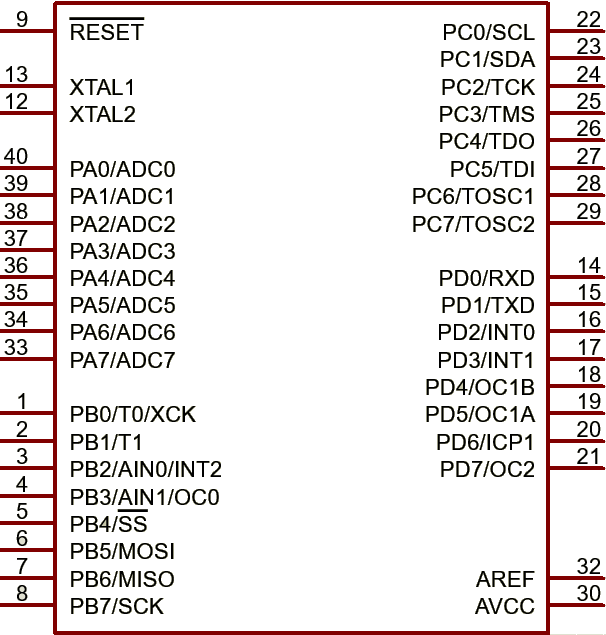 9 RESET
13 XTAL1
12 XTAL2
40 PA0/ADC0
39 PA1/ADC1
38 PA2/ADC2
37 PA3/ADC3
36 PA4/ADC4
35 PA5/ADC5
34 PA6/ADC6
33 PA7/ADC7
1 PB0/T0/XCK
2 PB1/T1
3 PB2/AIN0/INT2
4 PB3/AIN1/OC0
5 PB4/SS
6 PB5/MOSI
7 PB6/MISO
8 PB7/SCK
PC0/SCL 22
PC1/SDA 23
PC2/TCK 24
PC3/TMS 25
PC4/TDO 26
PC5/TDI 27
PC6/TOSC1 28
PC7/TOSC2 29
PD0/RXD 14
PD1/TXD 15
PD2/INT0 16
PD3/INT1 17
PD4/OC1B 18
PD5/OC1A 19
PD6/ICP1 20
PD7/OC2 21
AREF 32
AVCC 30